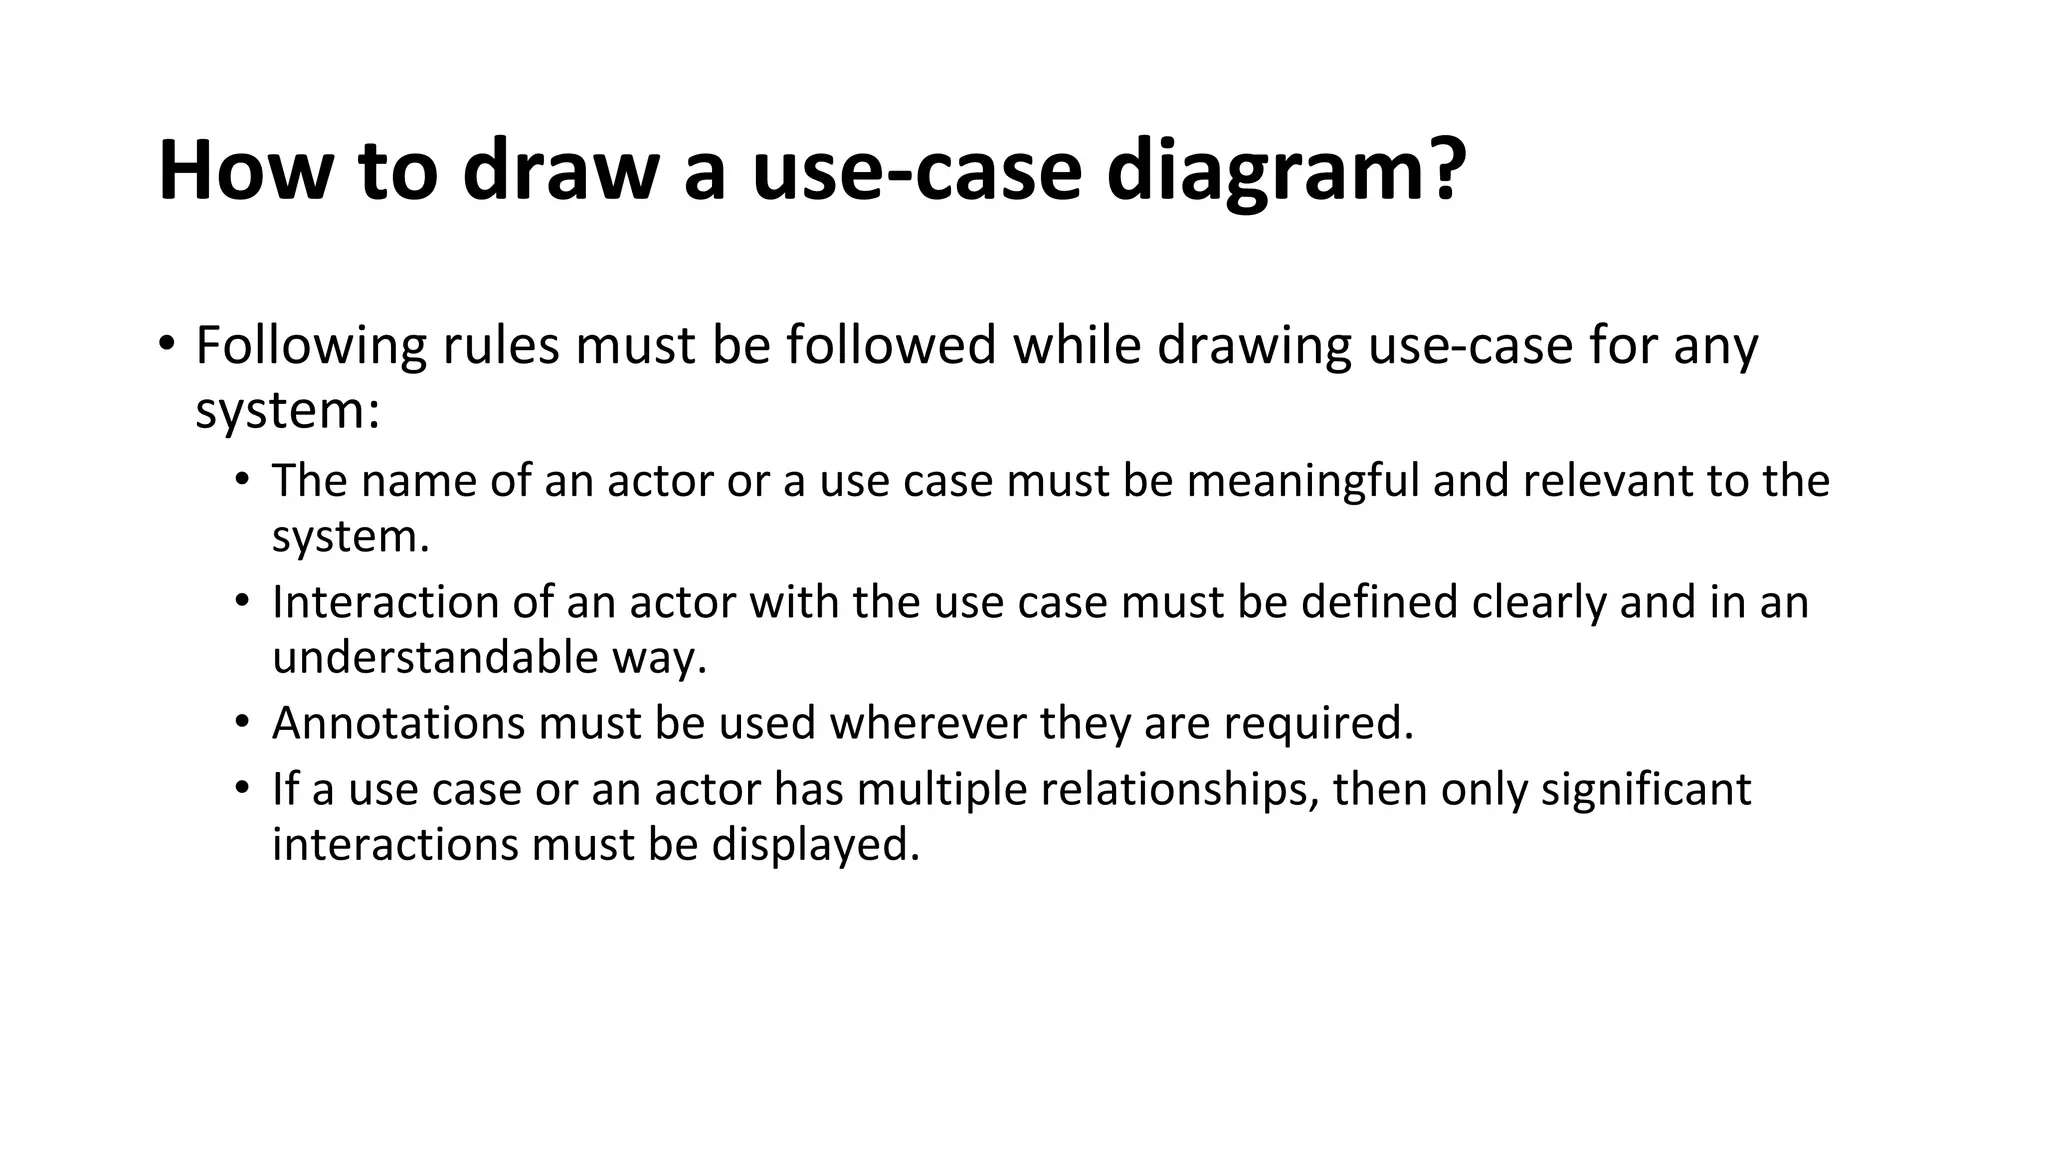 How to draw a use-case diagram?
• Following rules must be followed while drawing use-case for any
system:
• The name of an actor or a use case must be meaningful and relevant to the
system.
• Interaction of an actor with the use case must be defined clearly and in an
understandable way.
• Annotations must be used wherever they are required.
• If a use case or an actor has multiple relationships, then only significant
interactions must be displayed.